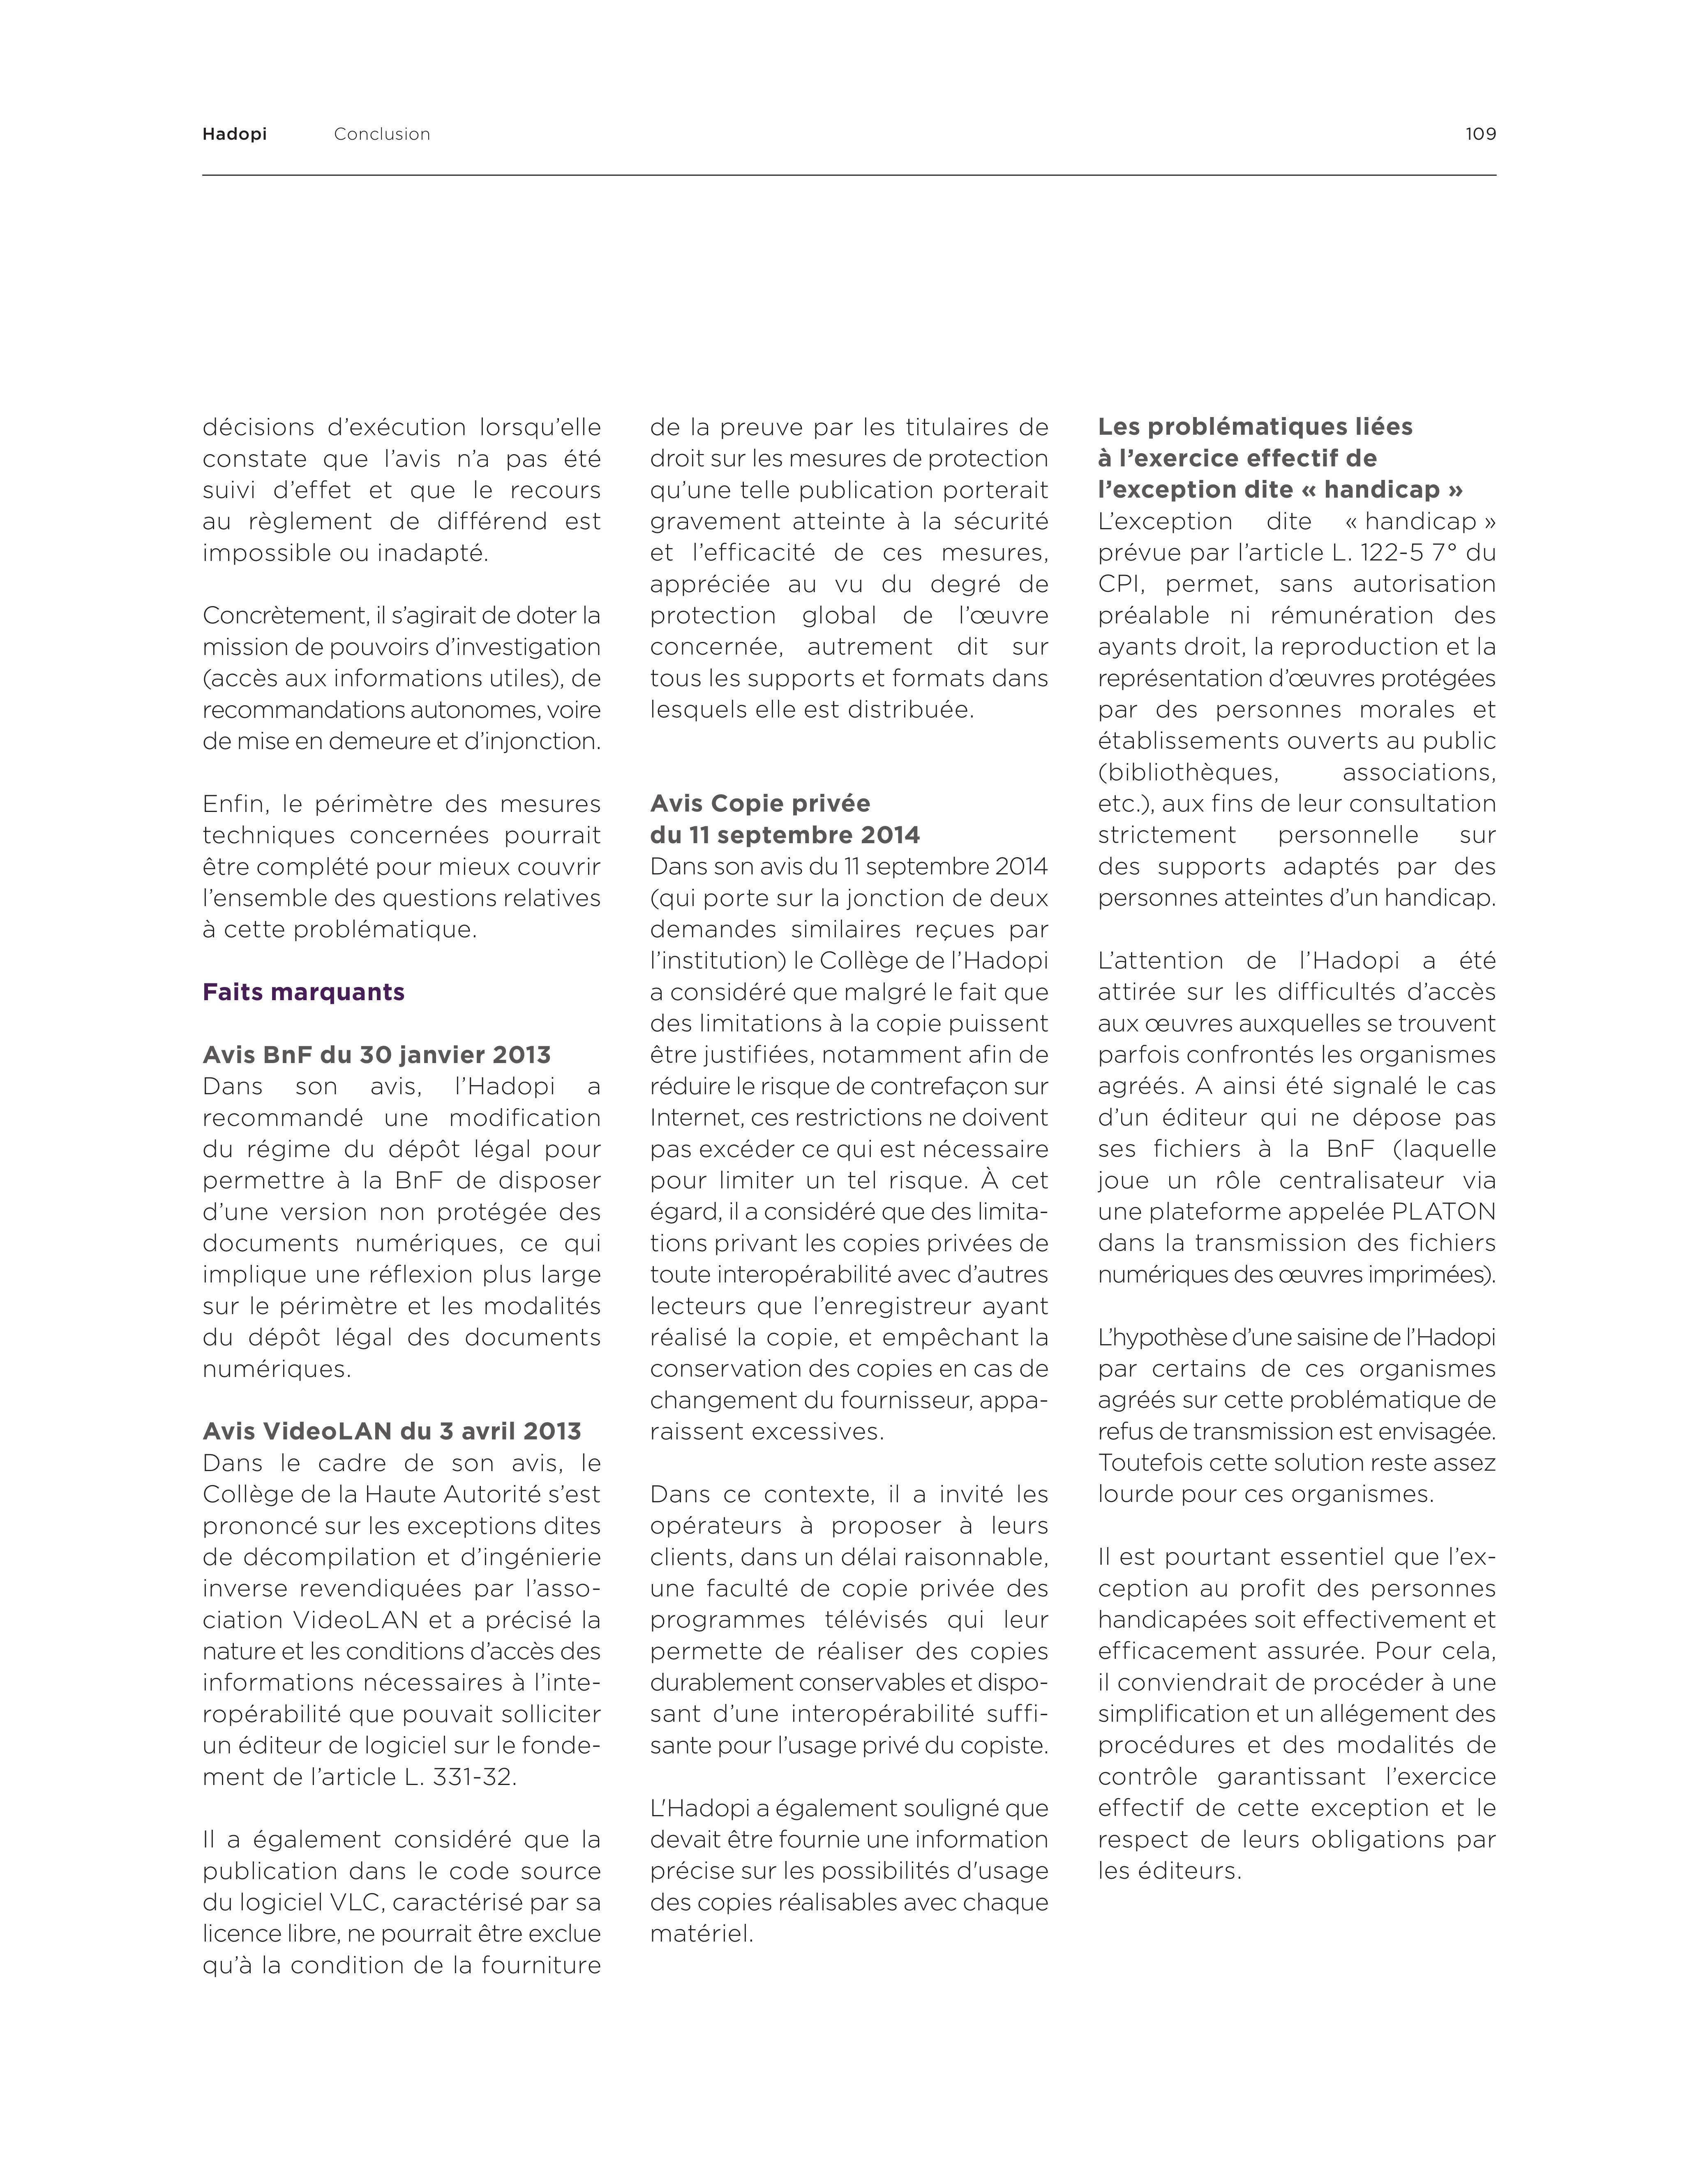 Hadopi Conclusion 109
décisions d’exécution lorsqu’elle
constate que l’avis n’a pas été
suivi d’effet et que le recours
au règlement de différend est
impossible ou inadapté.
Concrètement, il s’agirait de doter la
mission de pouvoirs d’investigation
(accès aux informations utiles), de
recommandations autonomes, voire
de mise en demeure et d’injonction.
Enfin, le périmètre des mesures
techniques concernées pourrait
être complété pour mieux couvrir
l’ensemble des questions relatives
à cette problématique.
Faits marquants
Avis BnF du 30 janvier 2013
Dans son avis, l’Hadopi a
recommandé une modification
du régime du dépôt légal pour
permettre à la BnF de disposer
d’une version non protégée des
documents numériques, ce qui
implique une réflexion plus large
sur le périmètre et les modalités
du dépôt légal des documents
numériques.
Avis VideoLAN du 3 avril 2013
Dans le cadre de son avis, le
Collège de la Haute Autorité s’est
prononcé sur les exceptions dites
de décompilation et d’ingénierie
inverse revendiquées par l’asso-
ciation VideoLAN et a précisé la
nature et les conditions d’accès des
informations nécessaires à l’inte-
ropérabilité que pouvait solliciter
un éditeur de logiciel sur le fonde-
ment de l’article L. 331-32.
Il a également considéré que la
publication dans le code source
du logiciel VLC, caractérisé par sa
licence libre, ne pourrait être exclue
qu’à la condition de la fourniture
de la preuve par les titulaires de
droit sur les mesures de protection
qu’une telle publication porterait
gravement atteinte à la sécurité
et l’efficacité de ces mesures,
appréciée au vu du degré de
protection global de l’œuvre
concernée, autrement dit sur
tous les supports et formats dans
lesquels elle est distribuée.
Avis Copie privée
du 11 septembre 2014
Dans son avis du 11 septembre 2014
(qui porte sur la jonction de deux
demandes similaires reçues par
l’institution) le Collège de l’Hadopi
a considéré que malgré le fait que
des limitations à la copie puissent
être justifiées, notamment afin de
réduire le risque de contrefaçon sur
Internet, ces restrictions ne doivent
pas excéder ce qui est nécessaire
pour limiter un tel risque. À cet
égard, il a considéré que des limita-
tions privant les copies privées de
toute interopérabilité avec d’autres
lecteurs que l’enregistreur ayant
réalisé la copie, et empêchant la
conservation des copies en cas de
changement du fournisseur, appa-
raissent excessives.
Dans ce contexte, il a invité les
opérateurs à proposer à leurs
clients, dans un délai raisonnable,
une faculté de copie privée des
programmes télévisés qui leur
permette de réaliser des copies
durablement conservables et dispo-
sant d’une interopérabilité suffi-
sante pour l’usage privé du copiste.
L'Hadopi a également souligné que
devait être fournie une information
précise sur les possibilités d'usage
des copies réalisables avec chaque
matériel.
Les problématiques liées
à l’exercice effectif de
l’exception dite « handicap »
L’exception dite « handicap »
prévue par l’article L. 122-5 7° du
CPI, permet, sans autorisation
préalable ni rémunération des
ayants droit, la reproduction et la
représentation d’œuvres protégées
par des personnes morales et
établissements ouverts au public
(bibliothèques, associations,
etc.), aux fins de leur consultation
strictement personnelle sur
des supports adaptés par des
personnes atteintes d’un handicap.
L’attention de l’Hadopi a été
attirée sur les difficultés d’accès
aux œuvres auxquelles se trouvent
parfois confrontés les organismes
agréés. A ainsi été signalé le cas
d’un éditeur qui ne dépose pas
ses fichiers à la BnF (laquelle
joue un rôle centralisateur via
une plateforme appelée PLATON
dans la transmission des fichiers
numériques des œuvres imprimées).
L’hypothèse d’une saisine de l’Hadopi
par certains de ces organismes
agréés sur cette problématique de
refus de transmission est envisagée.
Toutefois cette solution reste assez
lourde pour ces organismes.
Il est pourtant essentiel que l’ex-
ception au profit des personnes
handicapées soit effectivement et
efficacement assurée. Pour cela,
il conviendrait de procéder à une
simplification et un allégement des
procédures et des modalités de
contrôle garantissant l’exercice
effectif de cette exception et le
respect de leurs obligations par
les éditeurs.